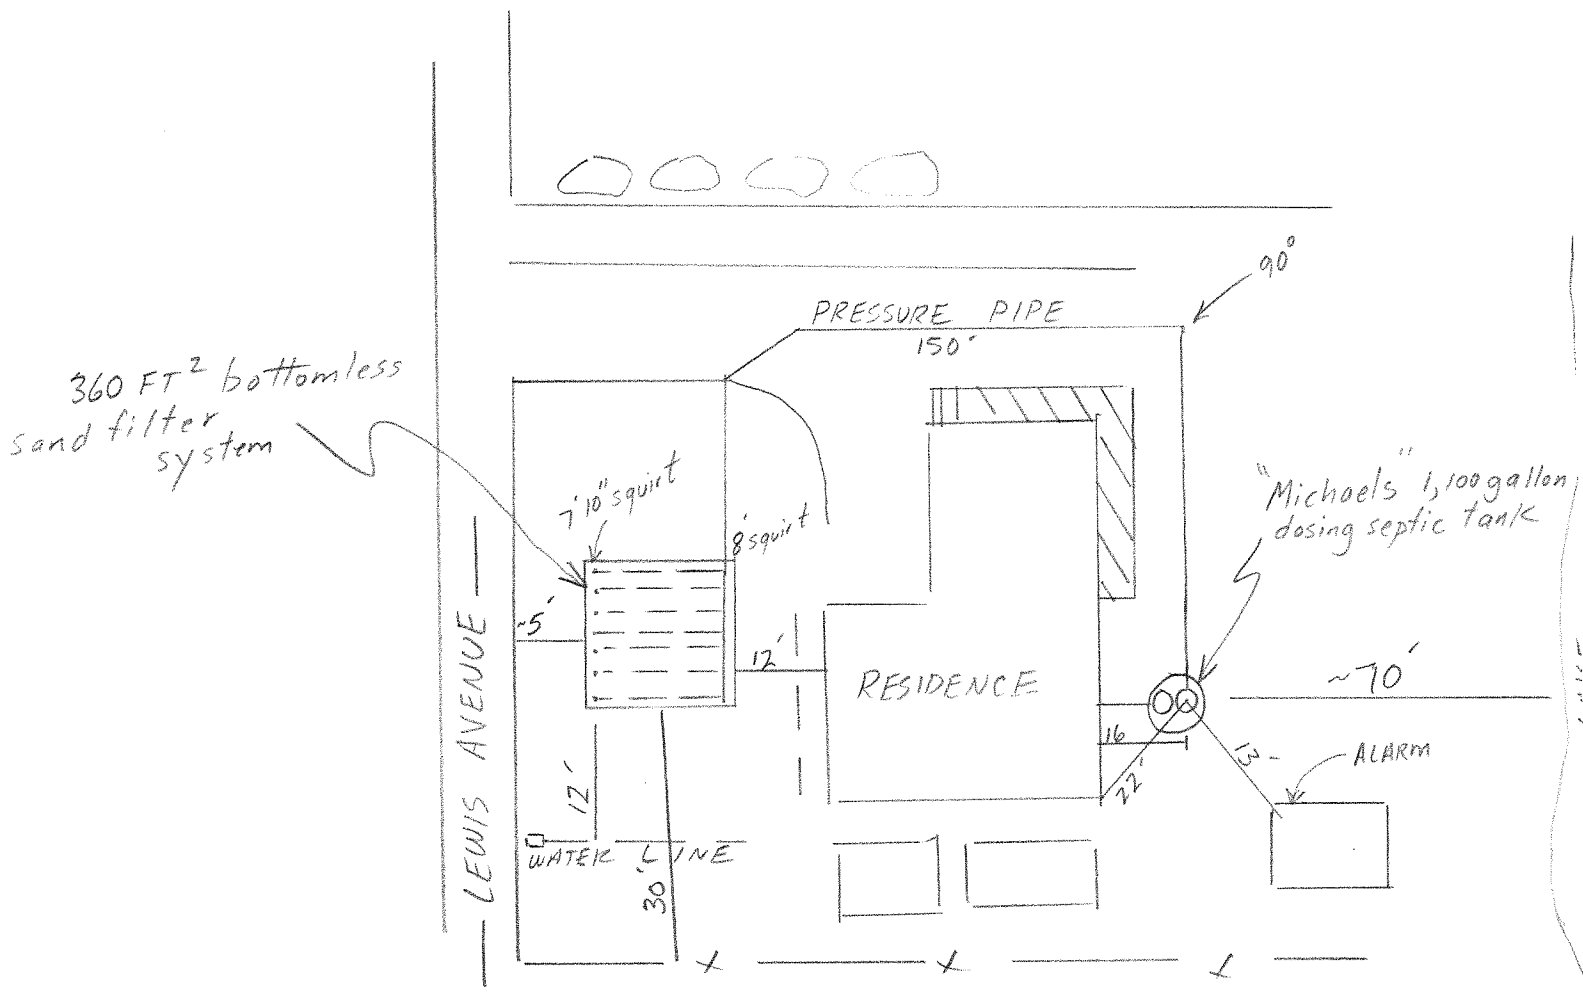 90°
PRESSURE PIPE
150'
360 FT² bottomless
sand filter
system
7'10" squirt
8' squirt
"Michaels" 1,100 gallon
dosing septic tank
~5'
12'
RESIDENCE
~70'
16
22'
13-
ALARM
— LEWIS AVENUE —
12'
WATER LINE
30'